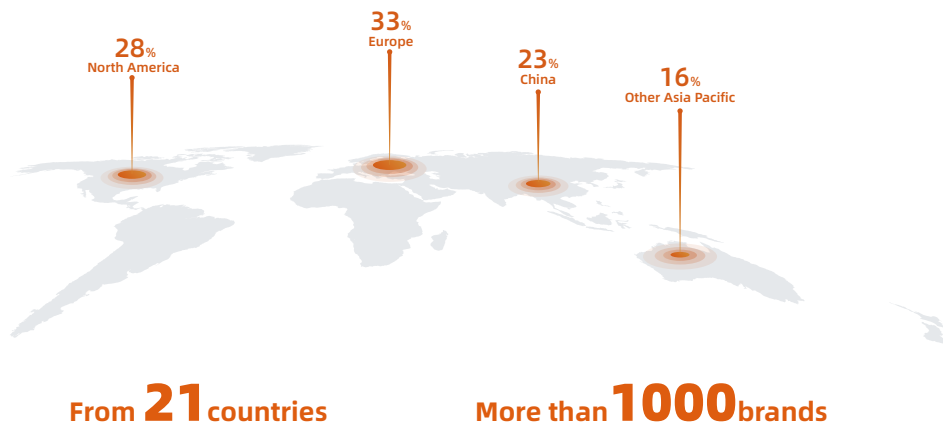 28%
North America
33%
Europe
23%
China
16%
Other Asia Pacific
From 21 countries
More than 1000 brands